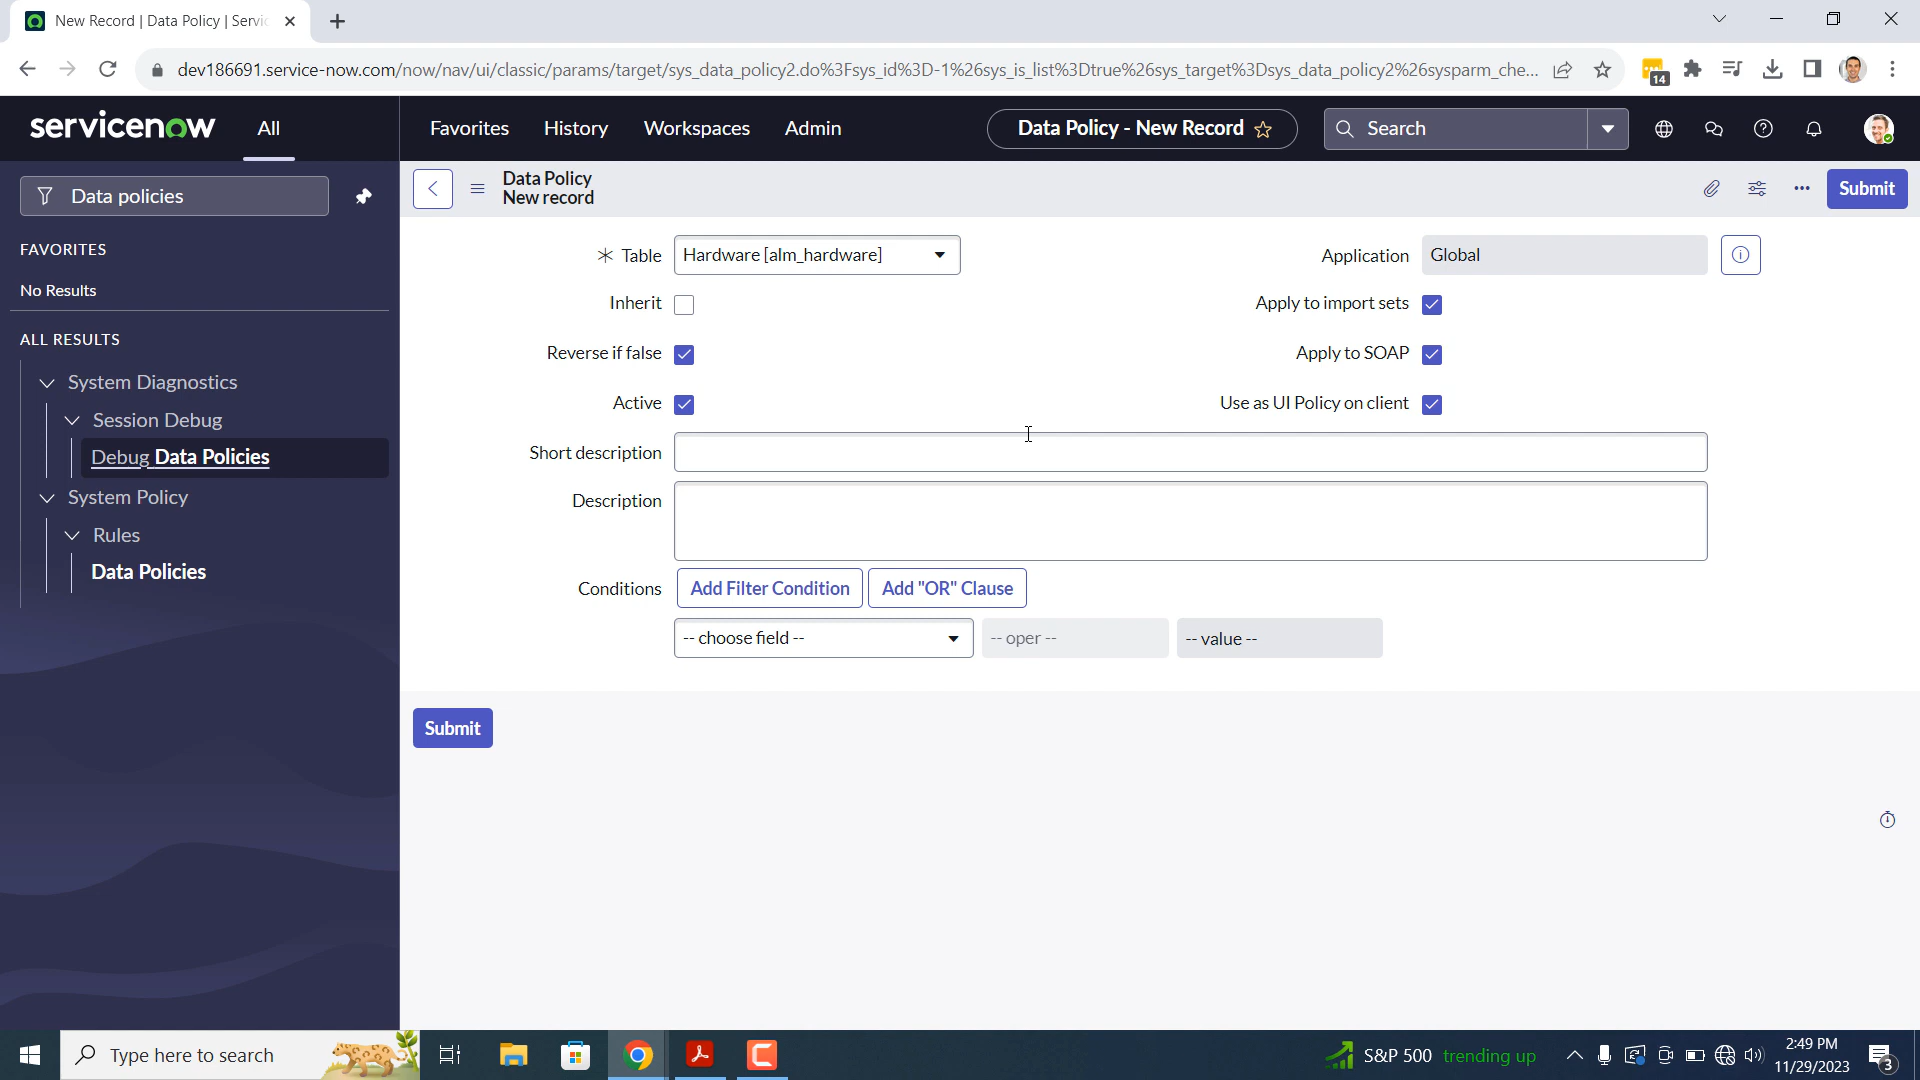 New Record | Data Policy | Servic
dev186691.service-now.com/now/nav/ui/classic/params/target/sys_data_policy2.do%3Fsys_id%3D-1%26sys_is_list%3Dtrue%26sys_target%3Dsys_data_policy2%26sysparm_che...
14
servicenow
All
Favorites
History
Workspaces
Admin
Data Policy - New Record
Search
Data policies
FAVORITES
No Results
ALL RESULTS
System Diagnostics
Session Debug
Debug Data Policies
System Policy
Rules
Data Policies
Data Policy
New record
Submit
Table
Hardware [alm_hardware]
Application
Global
Inherit
Apply to import sets
Reverse if false
Apply to SOAP
Active
Use as UI Policy on client
Short description
Description
Conditions
Add Filter Condition
Add "OR" Clause
-- choose field --
-- oper --
-- value --
Submit
Type here to search
S&P 500 trending up
2:49 PM
11/29/2023
3